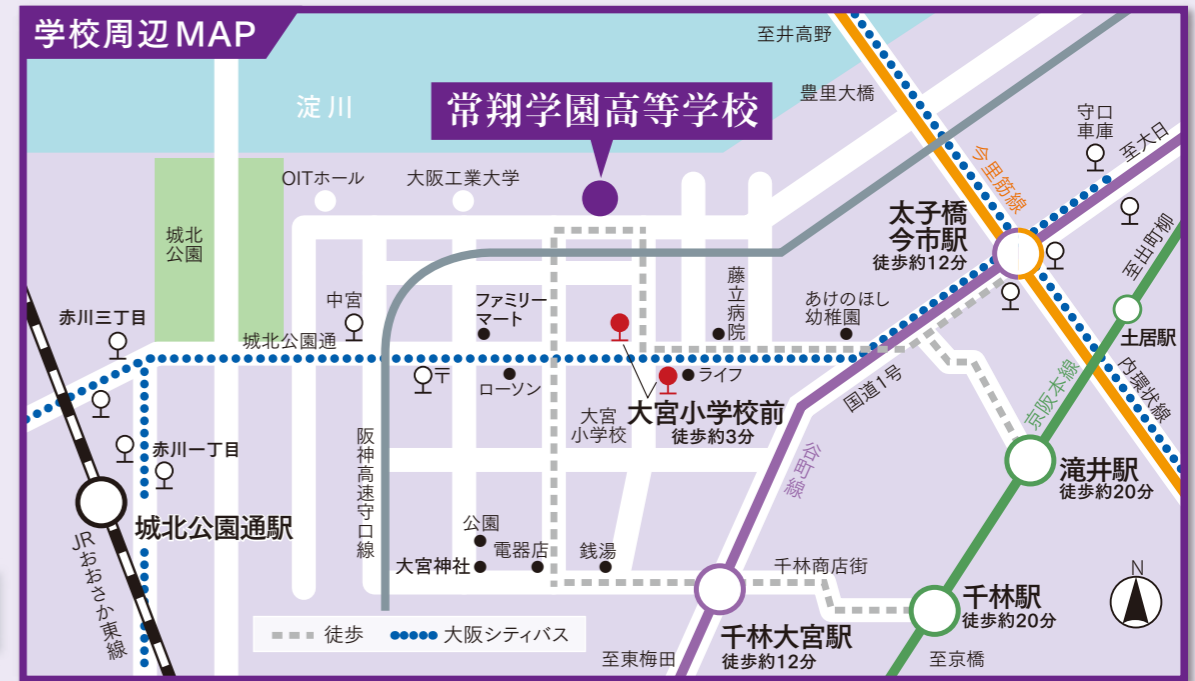 学校周辺MAP
至井高野
淀川
常翔学園高等学校
豊里大橋
守口
車庫
至大日
今里筋線
OITホール
大阪工業大学
太子橋
今市駅
徒歩約12分
至出町柳
城北
公園
藤立病院
あけのほし
幼稚園
中宮
ファミリー
マート
赤川三丁目
城北公園通
土居駅
〒
ローソン
ライフ
国道1号
内環状線
京阪本線
大宮
小学校
大宮小学校前
徒歩約3分
赤川一丁目
阪神高速守口線
谷町線
滝井駅
徒歩約20分
城北公園通駅
JRおおさか東線
公園
電器店
銭湯
大宮神社
千林商店街
N
千林駅
徒歩約20分
徒歩
大阪シティバス
千林大宮駅
徒歩約12分
至東梅田
至京橋